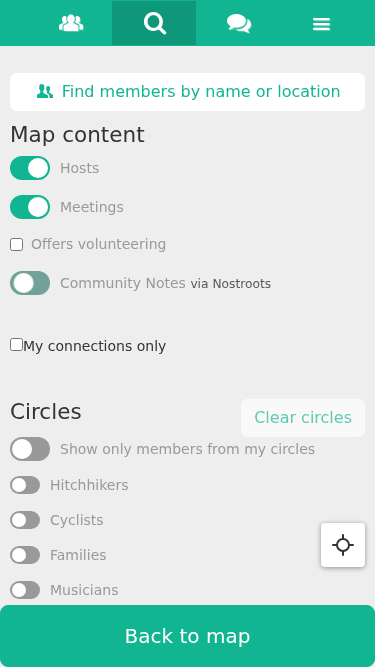 Find members by name or location
Map content
Hosts
Meetings
Offers volunteering
Community Notes via Nostroots
My connections only
Circles
Clear circles
Show only members from my circles
Hitchhikers
Cyclists
Families
Musicians
Back to map